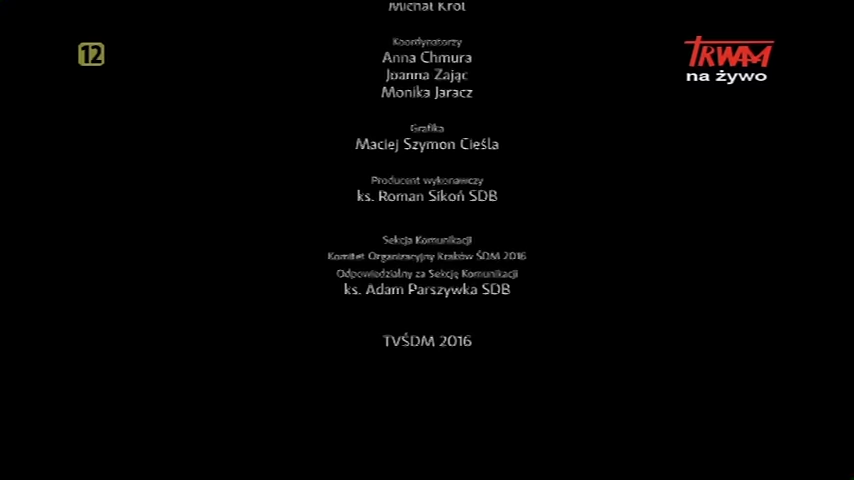 Michał Król
12
TRWAM
na żywo
Koordynatorzy
Anna Chmura
Joanna Zając
Monika Jaracz
Grafika
Maciej Szymon Cieśla
Producent wykonawczy
ks. Roman Sikoń SDB
Sekcja Komunikacji
Komitet Organizacyjny Kraków ŚDM 2016
Odpowiedzialny za Sekcję Komunikacji
ks. Adam Parszywka SDB
TVŚDM 2016